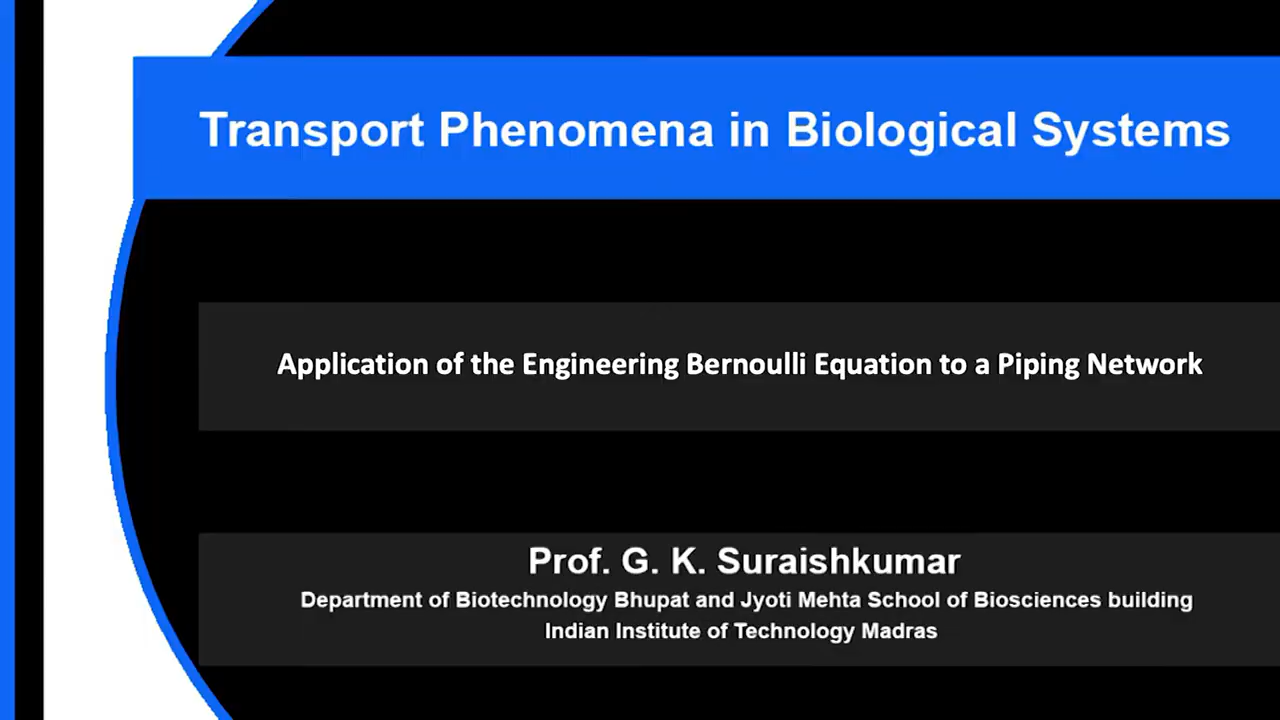 Transport Phenomena in Biological Systems
Application of the Engineering Bernoulli Equation to a Piping Network
Prof. G. K. Suraishkumar
Department of Biotechnology Bhupat and Jyoti Mehta School of Biosciences building
Indian Institute of Technology Madras